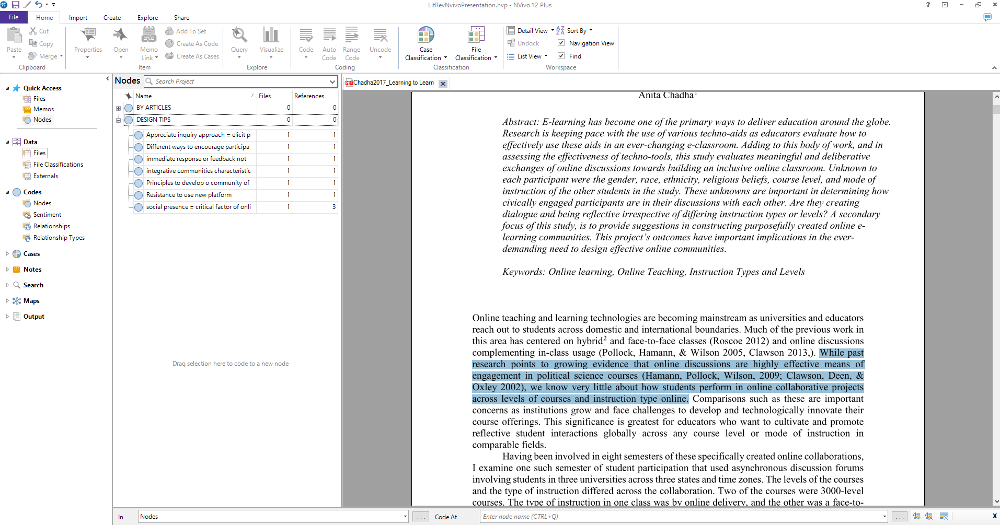 LitRevNvivoPresentation.nvp - NVivo 12 Plus
?
File Home Import Create Explore Share
Paste Cut Copy Merge Clipboard
Properties Open Memo Link Add To Set Create As Code Create As Cases Item
Query Visualize Explore
Code Auto Code Range Code Uncode Coding
Case Classification File Classification Classification
Detail View Sort By
Undock Navigation View
List View Find
Workspace
Quick Access
Files
Memos
Nodes
Data
Files
File Classifications
Externals
Codes
Nodes
Sentiment
Relationships
Relationship Types
Cases
Notes
Search
Maps
Output
Nodes Search Project
Name Files References
BY ARTICLES 0 0
DESIGN TIPS 0 0
Appreciate inquiry approach = elicit p 1 1
Different ways to encourage participa 1 1
immediate response or feedback not 1 1
integrative communities characteristic 1 1
Principles to develop o community of 1 1
Resistance to use new platform 1 1
social presence = critical factor of onli 1 3
Drag selection here to code to a new node
PDF Chadha2017_Learning to Learn x
Anita Chadha¹
Abstract: E-learning has become one of the primary ways to deliver education around the globe.
Research is keeping pace with the use of various techno-aids as educators evaluate how to
effectively use these aids in an ever-changing e-classroom. Adding to this body of work, and in
assessing the effectiveness of techno-tools, this study evaluates meaningful and deliberative
exchanges of online discussions towards building an inclusive online classroom. Unknown to
each participant were the gender, race, ethnicity, religious beliefs, course level, and mode of
instruction of the other students in the study. These unknowns are important in determining how
civically engaged participants are in their discussions with each other. Are they creating
dialogue and being reflective irrespective of differing instruction types or levels? A secondary
focus of this study, is to provide suggestions in constructing purposefully created online e-
learning communities. This project's outcomes have important implications in the ever-
demanding need to design effective online communities.
Keywords: Online learning, Online Teaching, Instruction Types and Levels
Online teaching and learning technologies are becoming mainstream as universities and educators
reach out to students across domestic and international boundaries. Much of the previous work in
this area has centered on hybrid² and face-to-face classes (Roscoe 2012) and online discussions
complementing in-class usage (Pollock, Hamann, & Wilson 2005, Clawson 2013,). While past
research points to growing evidence that online discussions are highly effective means of
engagement in political science courses (Hamann, Pollock, Wilson, 2009; Clawson, Deen, &
Oxley 2002), we know very little about how students perform in online collaborative projects
across levels of courses and instruction type online. Comparisons such as these are important
concerns as institutions grow and face challenges to develop and technologically innovate their
course offerings. This significance is greatest for educators who want to cultivate and promote
reflective student interactions globally across any course level or mode of instruction in
comparable fields.
Having been involved in eight semesters of these specifically created online collaborations,
I examine one such semester of student participation that used asynchronous discussion forums
involving students in three universities across three states and time zones. The levels of the courses
and the type of instruction differed across the collaboration. Two of the courses were 3000-level
courses. The type of instruction in one class was by online delivery, and the other was a face-to-
In Nodes ... Code At Enter node name (CTRL+Q) ... X